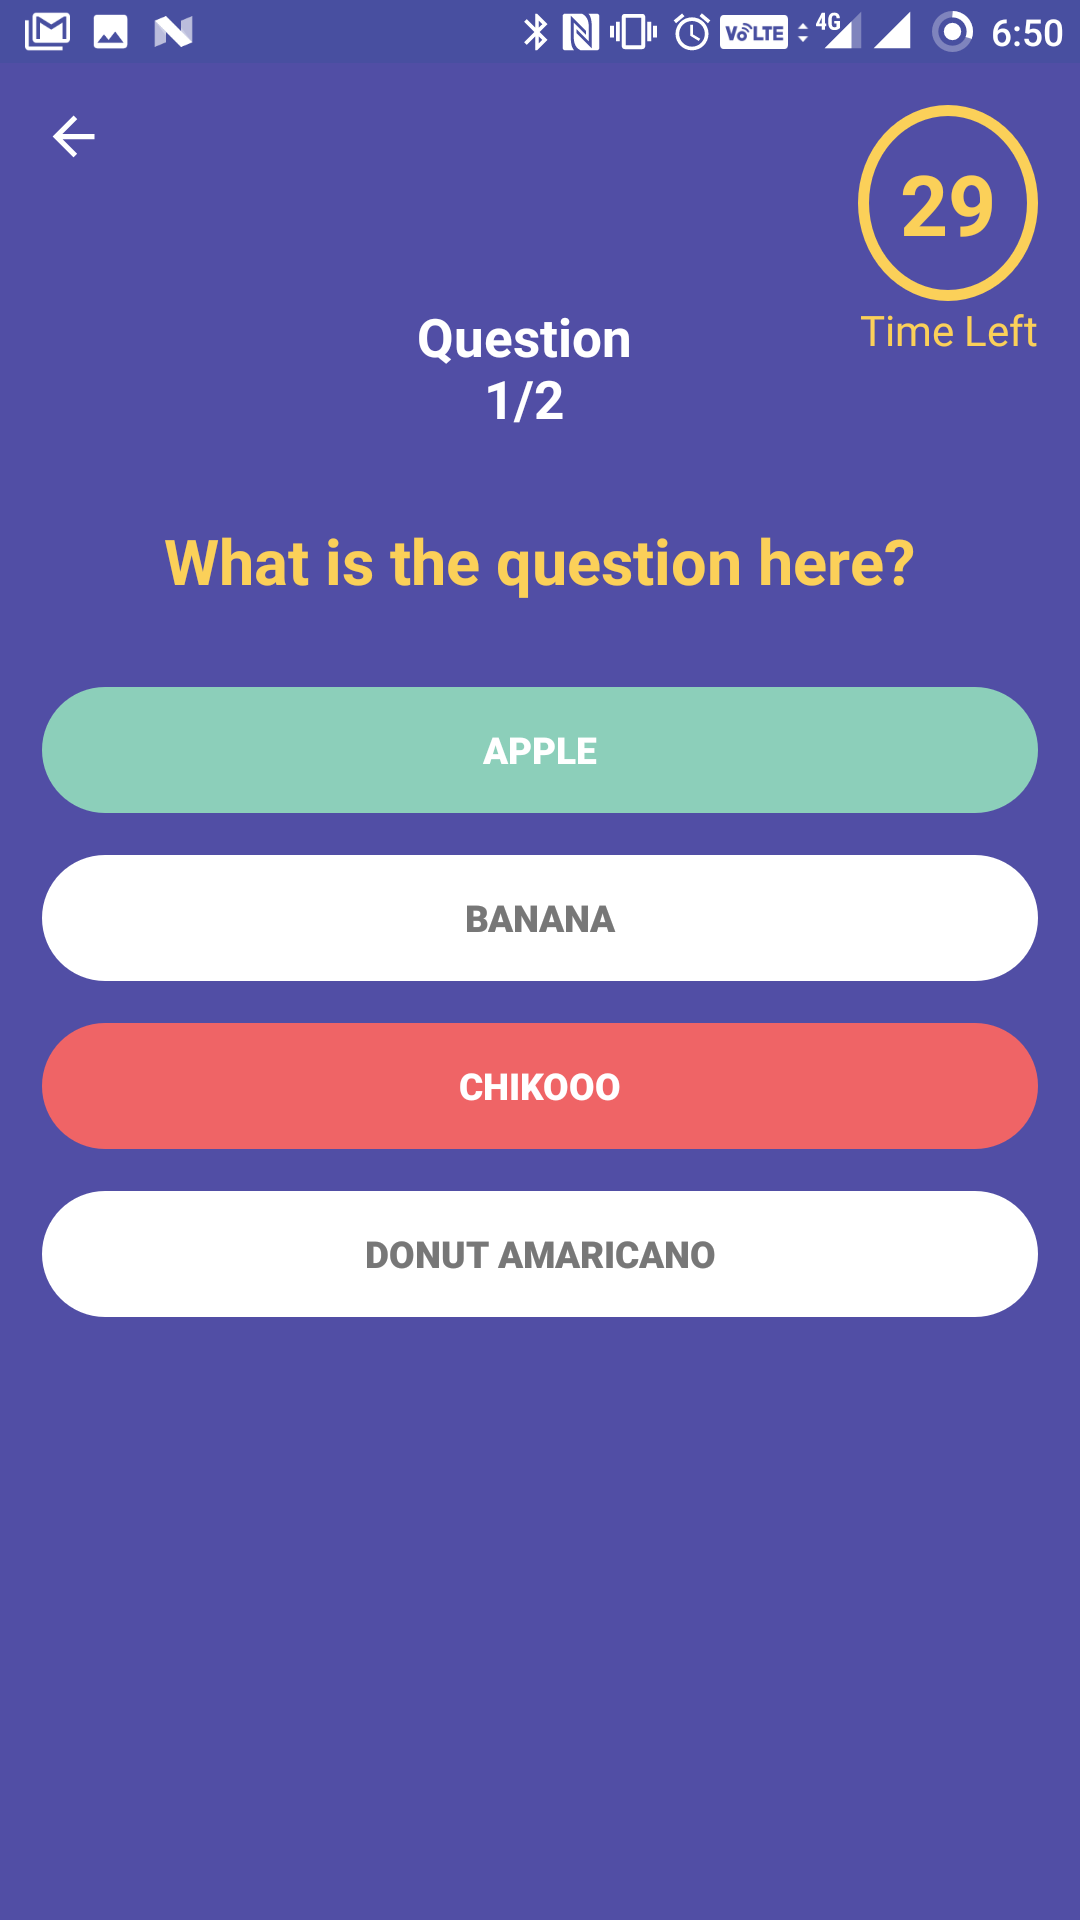 VoLTE 4G 6:50
29
Time Left
Question
1/2
What is the question here?
APPLE
BANANA
CHIKOOO
DONUT AMARICANO